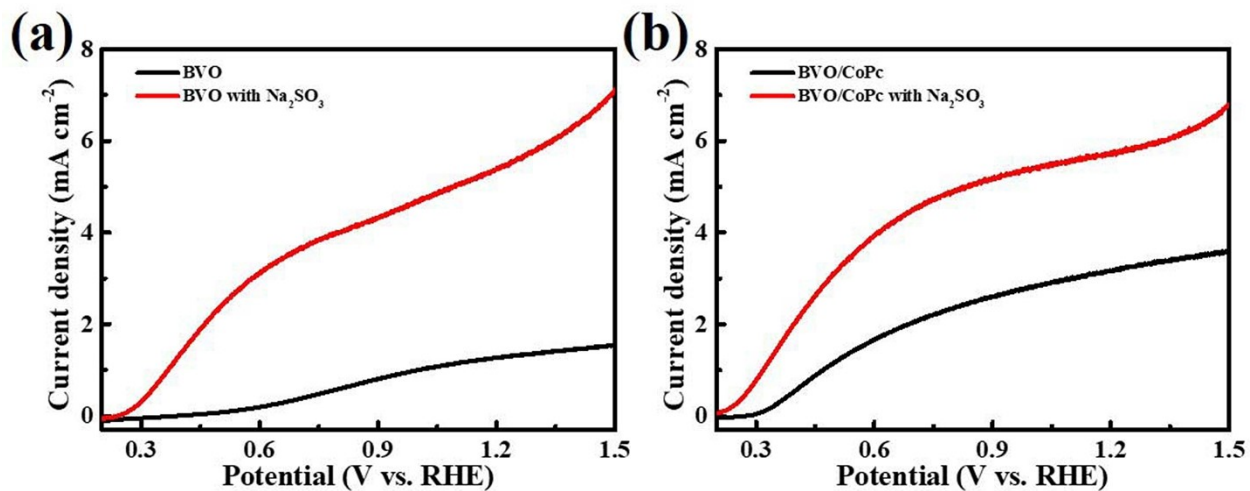 (a)
8
6
4
2
0
Current density (mA cm⁻²)
BVO
BVO with Na₂SO₃
0.3 0.6 0.9 1.2 1.5
Potential (V vs. RHE)
(b)
8
6
4
2
0
Current density (mA cm⁻²)
BVO/CoPc
BVO/CoPc with Na₂SO₃
0.3 0.6 0.9 1.2 1.5
Potential (V vs. RHE)